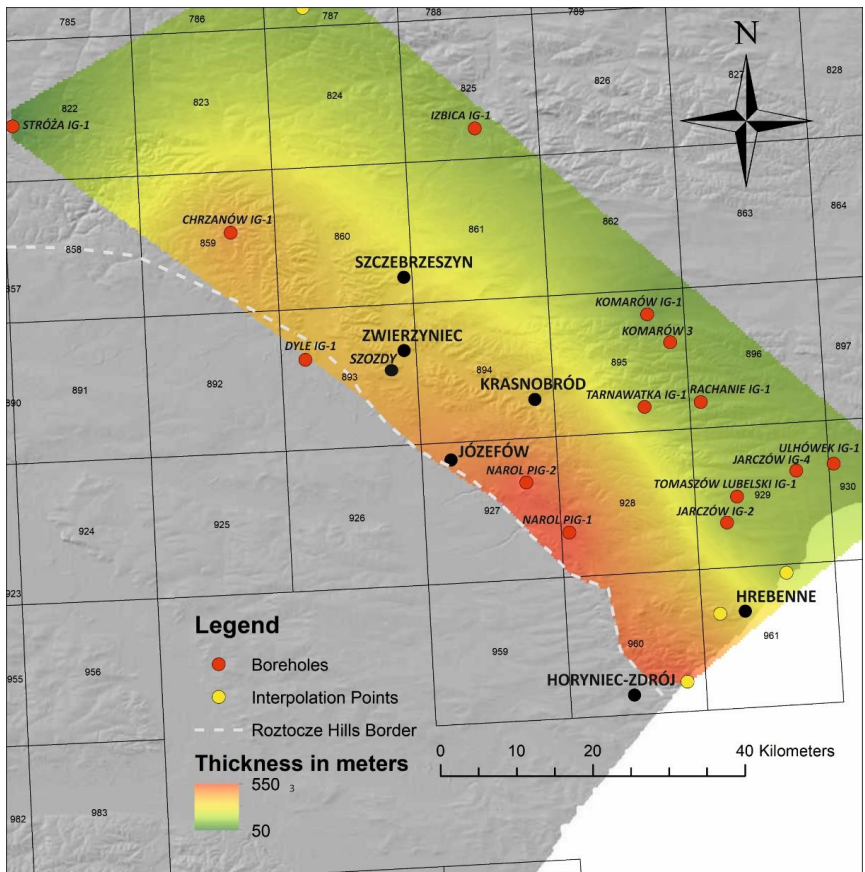 785
786
787
788
789
N
822
STRÓŻA IG-1
823
824
825
IZBICA IG-1
826
827
828
CHRZANÓW IG-1
858
859
860
861
862
863
864
SZCZEBRZESZYN
857
KOMARÓW IG-1
KOMARÓW 3
ZWIERZYNIEC
DYLE IG-1
SZOZDY
890
891
892
893
894
895
896
897
KRASNOBRÓD
TARNAWATKA IG-1
RACHANIE IG-1
JÓZEFÓW
NAROL PIG-2
ULHÓWEK IG-1
JARCZÓW IG-4
TOMASZÓW LUBELSKI IG-1
JARCZÓW IG-2
NAROL PIG-1
924
925
926
927
928
929
930
923
HREBENNE
Legend
Boreholes
Interpolation Points
Roztocze Hills Border
Thickness in meters
550
3
50
955
956
959
960
961
HORYNIEC-ZDRÓJ
0 10 20 40 Kilometers
982
983